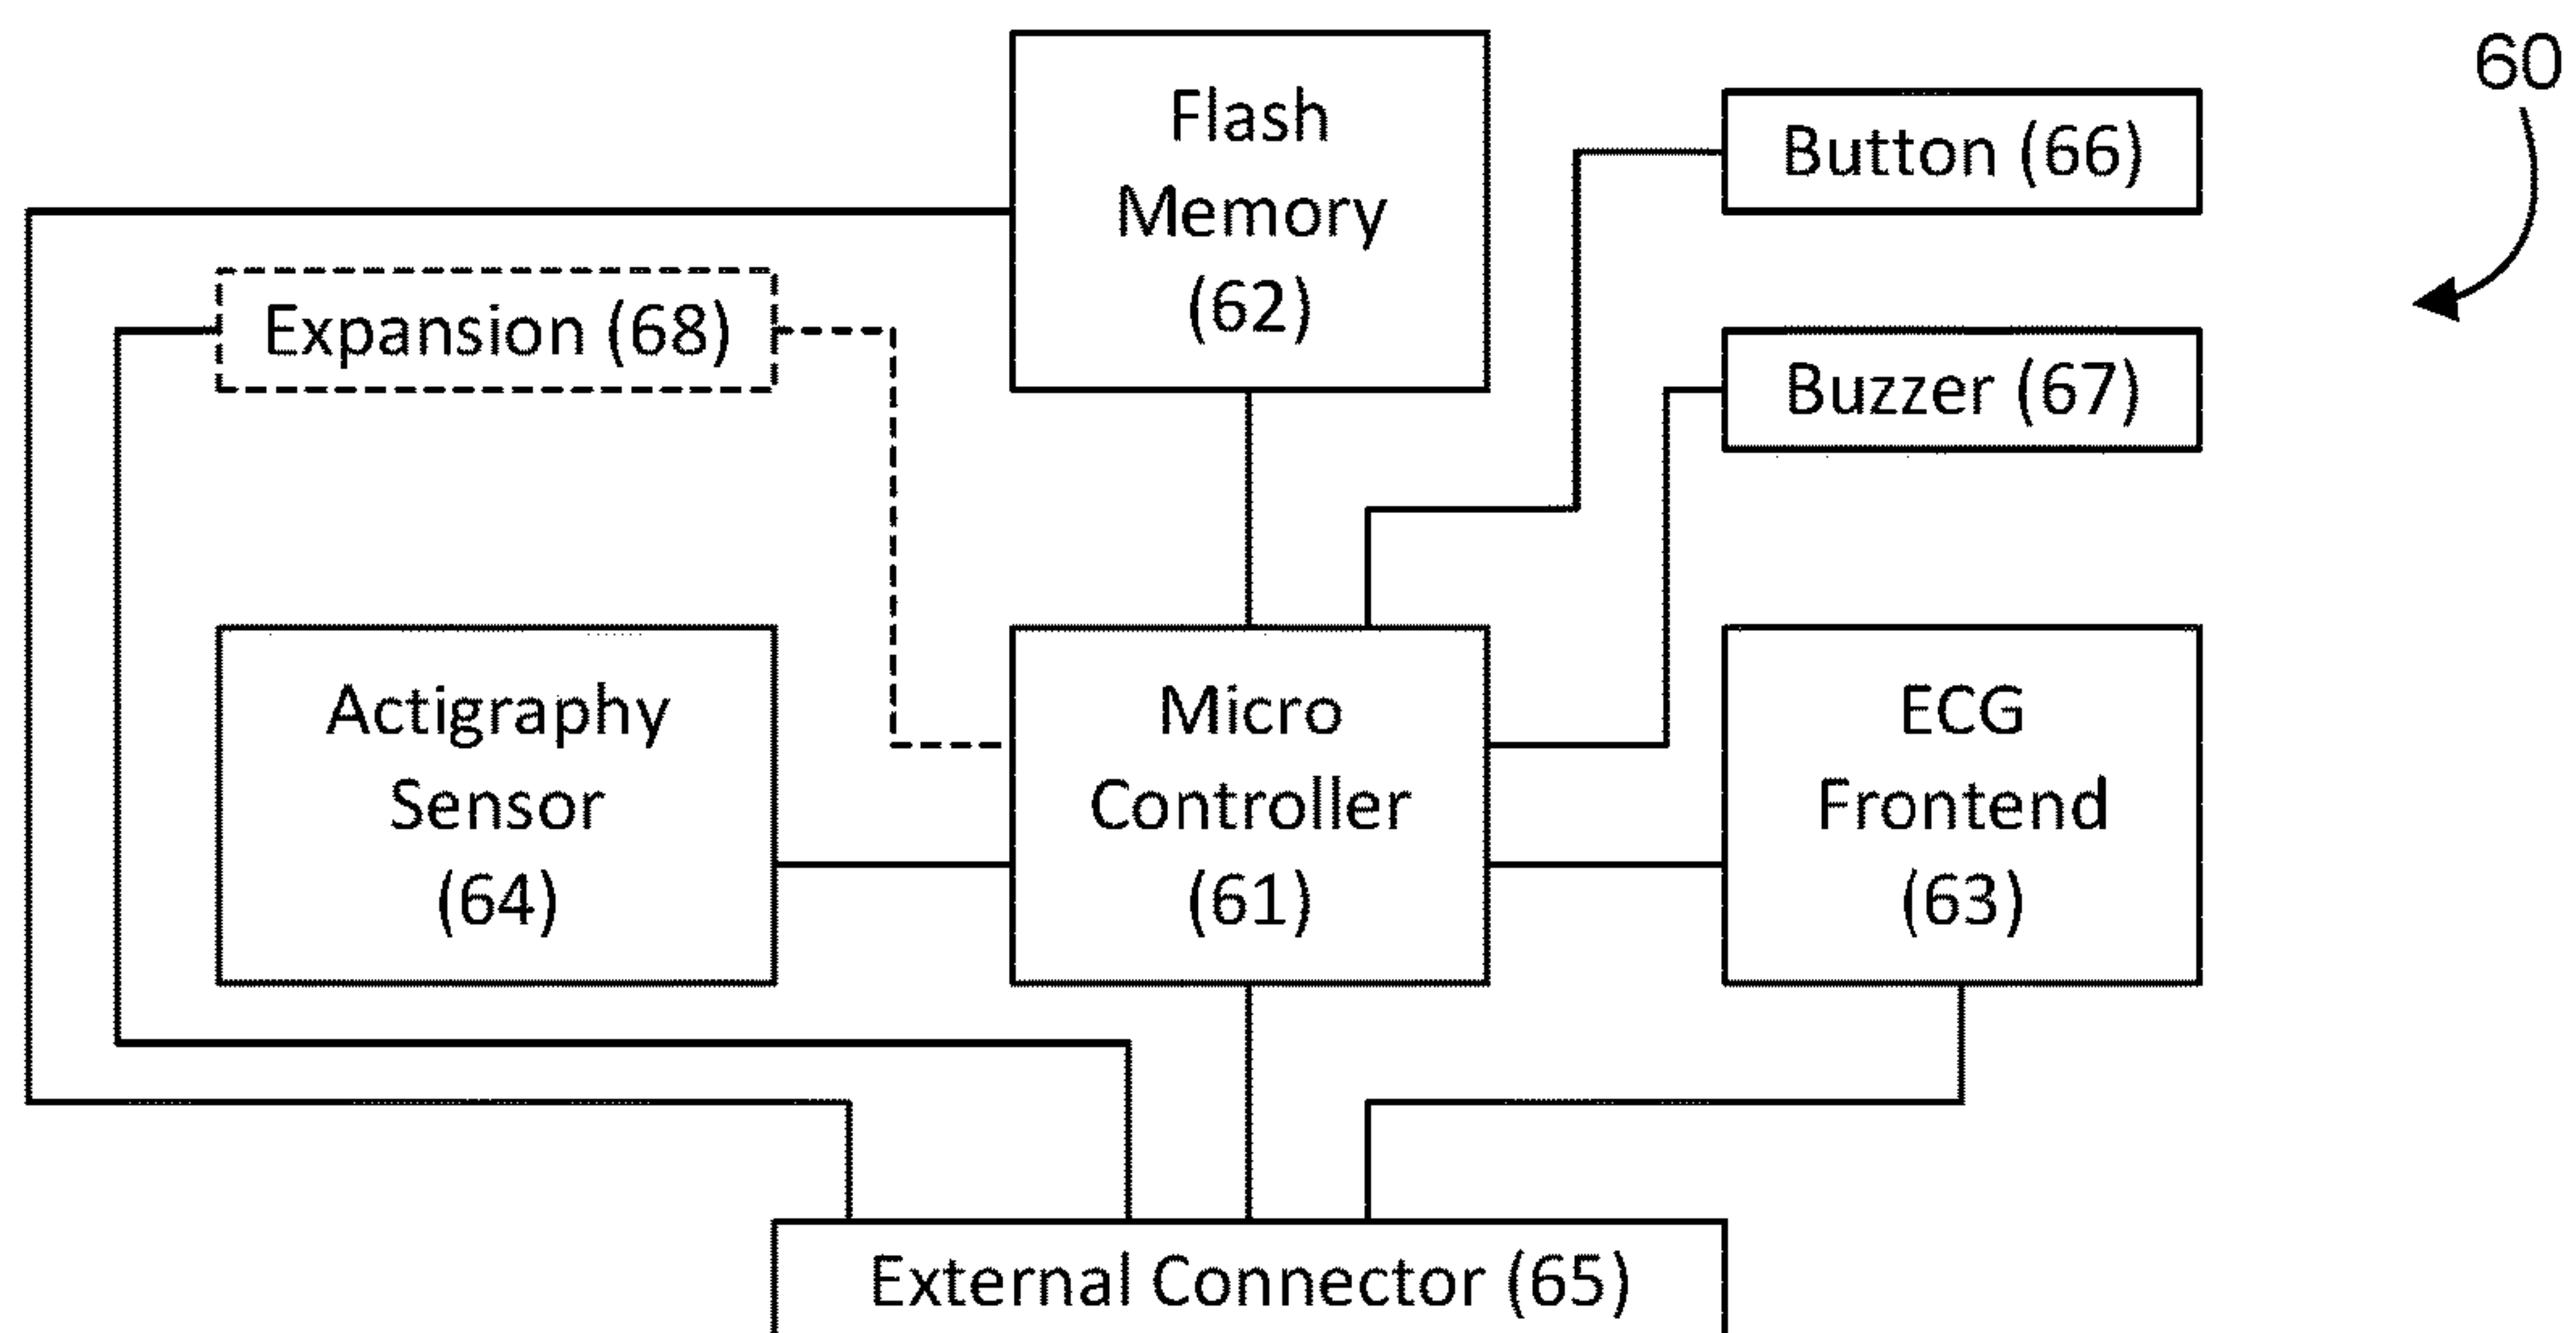 60
Flash
Memory
(62)
Button (66)
Expansion (68)
Buzzer (67)
Actigraphy
Sensor
(64)
Micro
Controller
(61)
ECG
Frontend
(63)
External Connector (65)